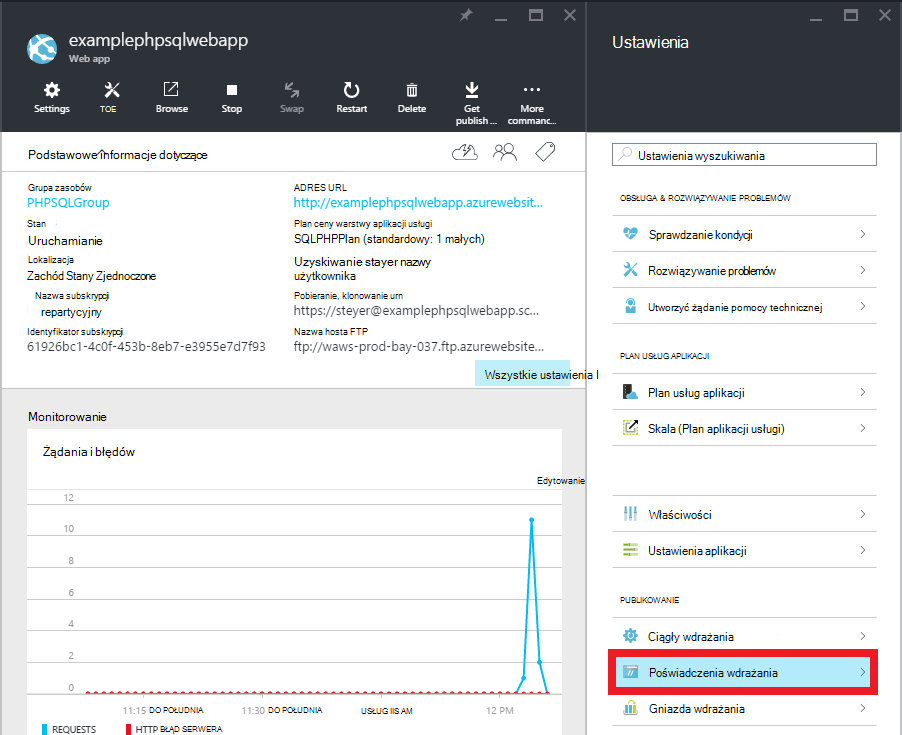 examplephpsqlwebapp
Web app
Settings
TOE
Browse
Stop
Swap
Restart
Delete
Get publish ...
More commanc...
Podstawowe informacje dotyczące
Grupa zasobów
PHPSQLGroup
Stan
Uruchamianie
Lokalizacja
Zachód Stany Zjednoczone
Nazwa subskrypcji
repartycyjny
Identyfikator subskrypcji
61926bc1-4c0f-453b-8eb7-e3955e7d7f93
ADRES URL
http://examplephpsqlwebapp.azurewebsit...
Plan ceny warstwy aplikacji usługi
SQLPHPPlan (standardowy: 1 małych)
Uzyskiwanie stayer nazwy
użytkownika
Pobieranie, klonowanie urn
https://steyer@examplephpsqlwebapp.sc...
Nazwa hosta FTP
ftp://waws-prod-bay-037.ftp.azurewebsite...
Wszystkie ustawienia I
Monitorowanie
Żądania i błędów
Edytowanie
12
10
8
6
4
2
0
11:15 DO POŁUDNIA
11:30 DO POŁUDNIA
USŁUG IIS AM
12 PM
REQUESTS
HTTP BŁĄD SERWERA
Ustawienia
Ustawienia wyszukiwania
OBSŁUGA & ROZWIĄZYWANIE PROBLEMÓW
Sprawdzanie kondycji
Rozwiązywanie problemów
Utworzyć żądanie pomocy technicznej
PLAN USŁUG APLIKACJI
Plan usług aplikacji
Skala (Plan aplikacji usługi)
Właściwości
Ustawienia aplikacji
PUBLIKOWANIE
Ciągły wdrażania
Poświadczenia wdrażania
Gniazda wdrażania